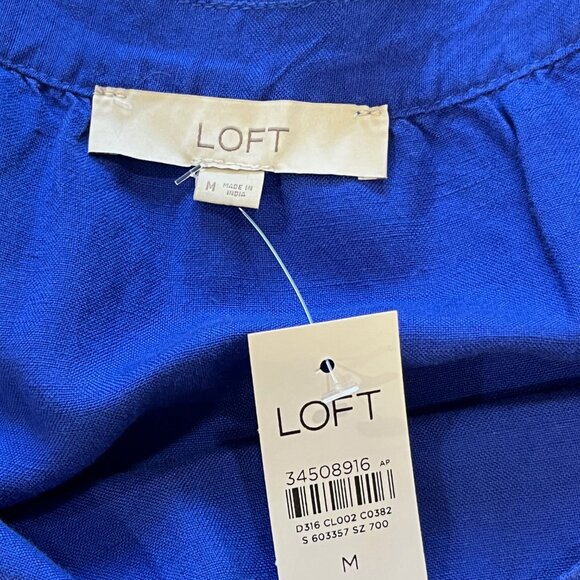 LOFT
M MADE IN
INDIA
LOFT
34508916 AP
D316 CL002 C0382
S 603357 SZ 700
M